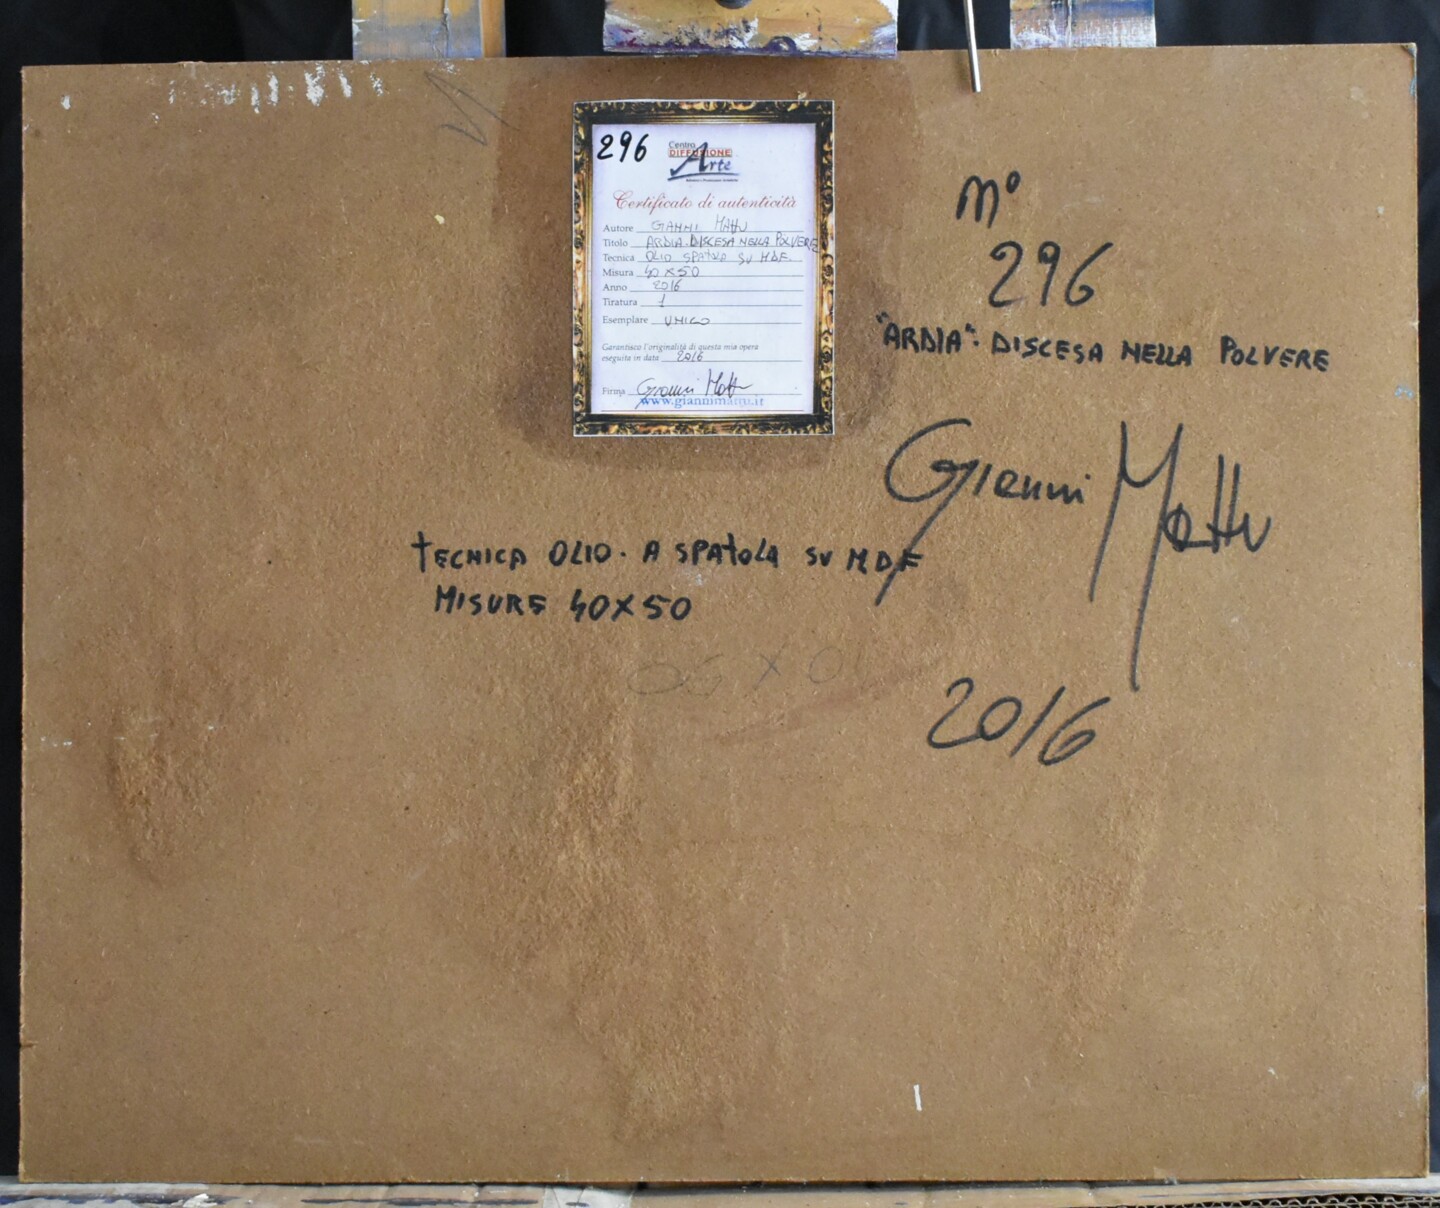 296
Centro
DIFFUSIONE
Arte
Certificato di autenticità
Autore GIANNI MATTU
Titolo ARDIA. DISCESA NELLA POLVERE
Tecnica OLIO SPATOLA SU MDF.
Misura 40 X 50
Anno 2016
Tiratura 1
Esemplare UNICO
Garantisco l'originalità di questa mia opera
eseguita in data 2016
Firma Gianni Mattu
www.giannimattu.it
N°
296
"ARDIA". DISCESA NELLA POLVERE
Gianni Mattu
TECNICA OLIO. A SPATOLA SU MDF
MISURE 40X50
2016